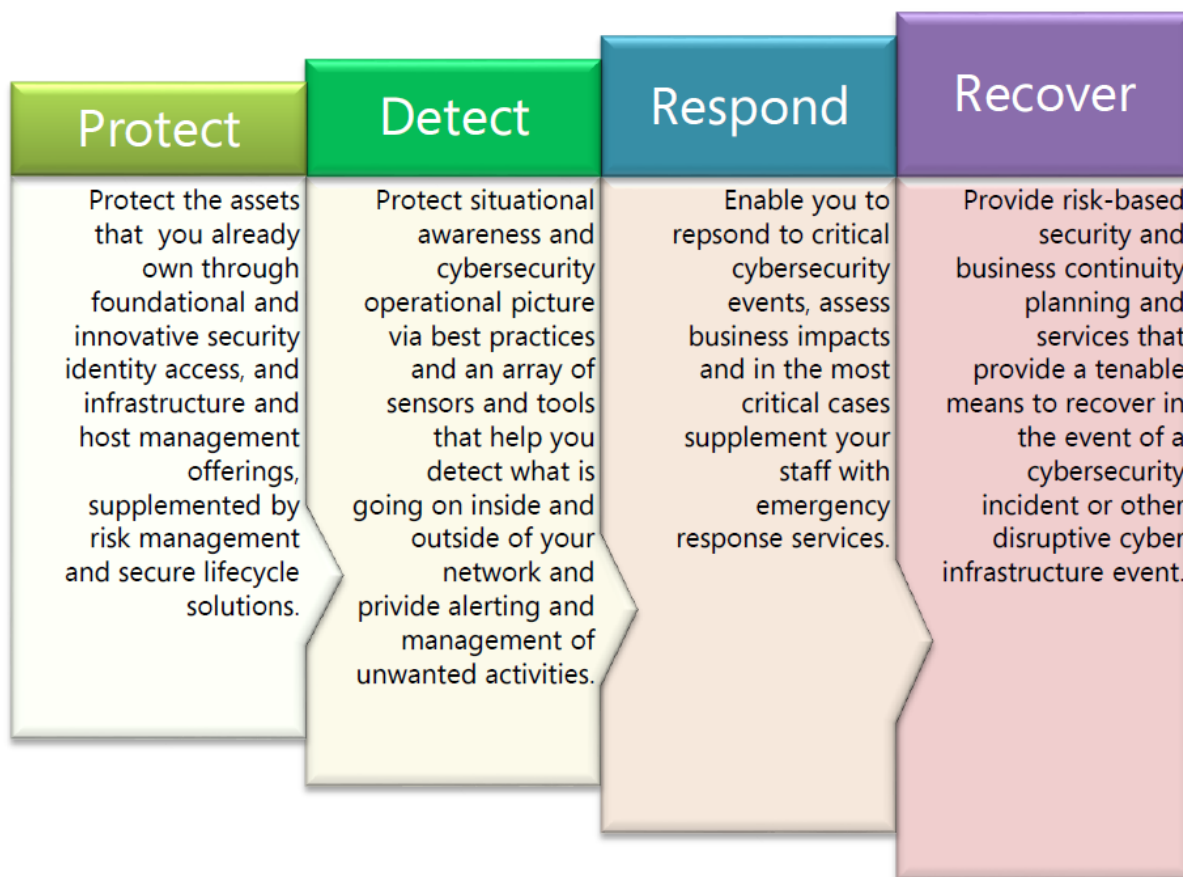 Protect
Protect the assets
that you already
own through
foundational and
innovative security
identity access, and
infrastructure and
host management
offerings,
supplemented by
risk management
and secure lifecycle
solutions.
Detect
Protect situational
awareness and
cybersecurity
operational picture
via best practices
and an array of
sensors and tools
that help you
detect what is
going on inside and
outside of your
network and
privide alerting and
management of
unwanted activities.
Respond
Enable you to
repsond to critical
cybersecurity
events, assess
business impacts
and in the most
critical cases
supplement your
staff with
emergency
response services.
Recover
Provide risk-based
security and
business continuity
planning and
services that
provide a tenable
means to recover in
the event of a
cybersecurity
incident or other
disruptive cyber
infrastructure event.